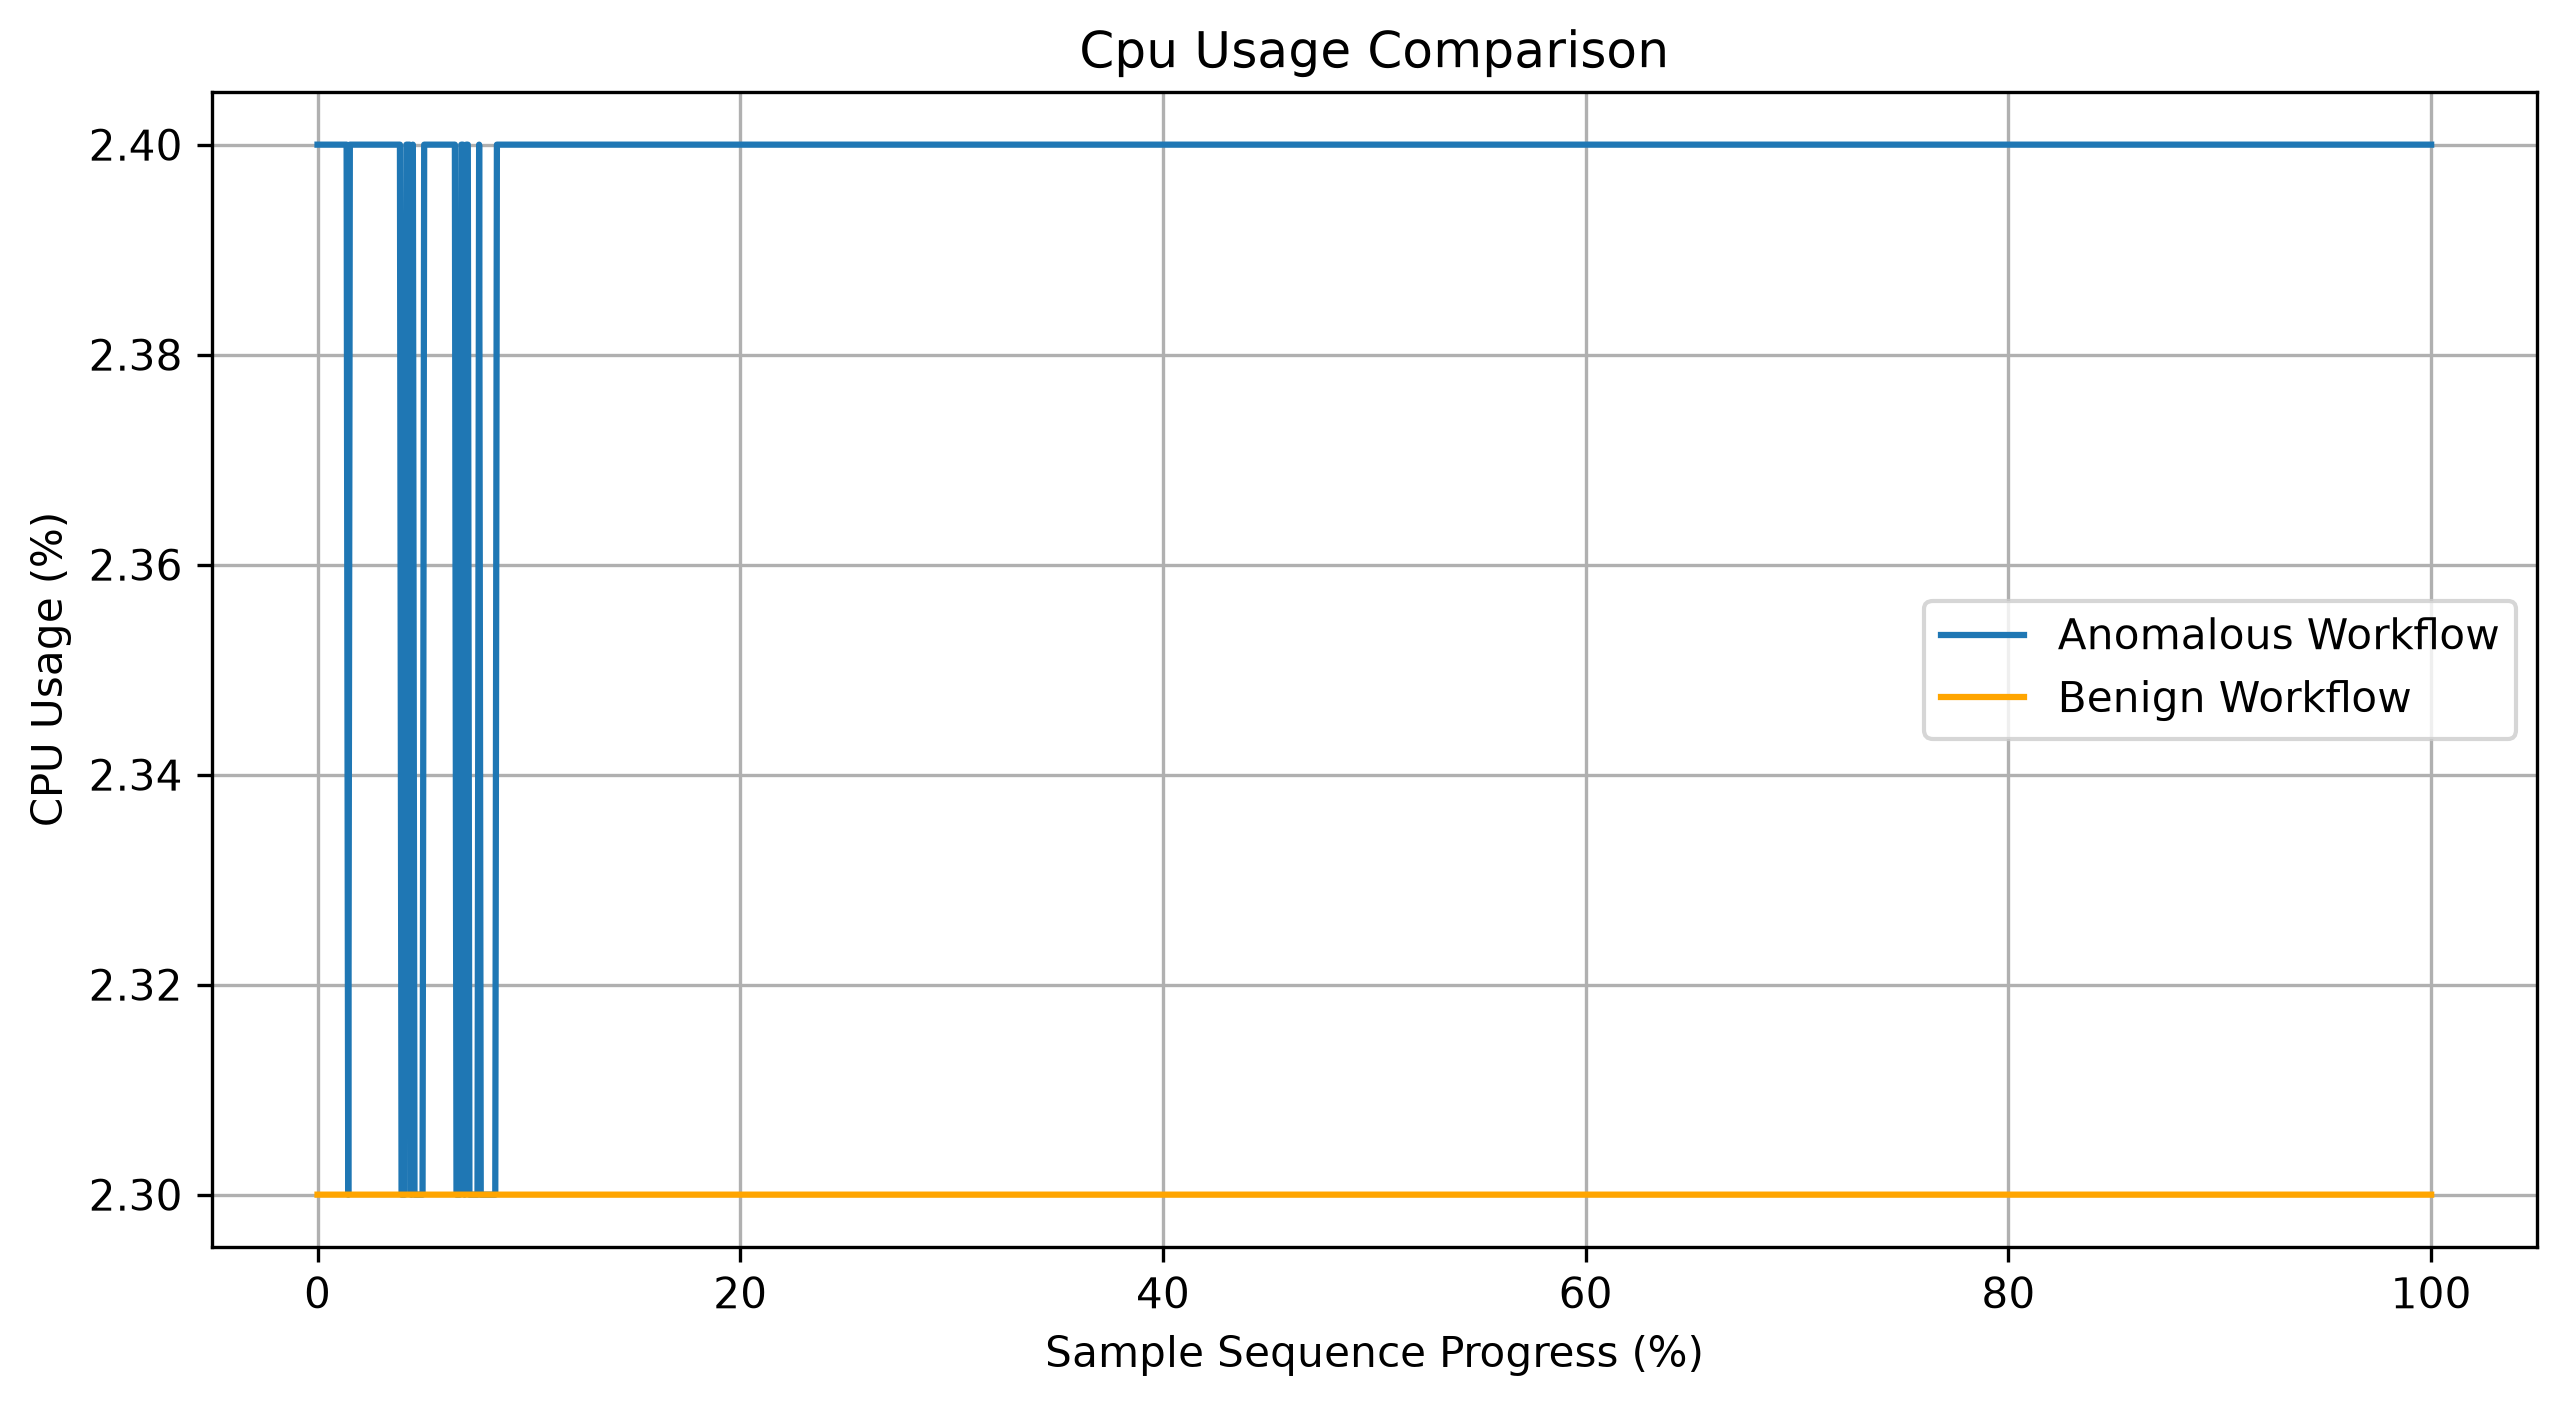 Cpu Usage Comparison
2.40
2.38
2.36
2.34
2.32
2.30
CPU Usage (%)
Anomalous Workflow
Benign Workflow
0 20 40 60 80 100
Sample Sequence Progress (%)